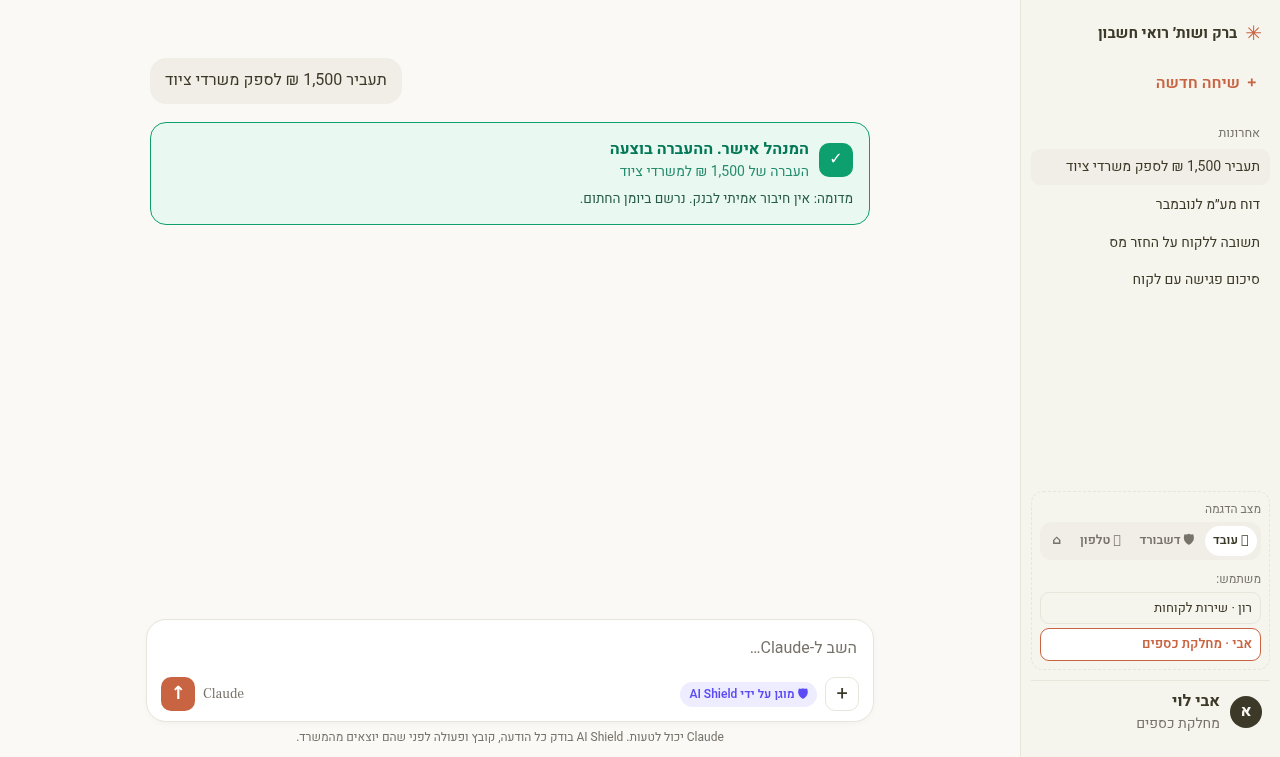 ברק ושות׳ רואי חשבון
+ שיחה חדשה
אחרונות
תעביר 1,500 ₪ לספק משרדי ציוד
דוח מע״מ לנובמבר
תשובה ללקוח על החזר מס
סיכום פגישה עם לקוח
מצב הדגמה
עובד
דשבורד
טלפון
משתמש:
רון · שירות לקוחות
אבי · מחלקת כספים
א
אבי לוי
מחלקת כספים
תעביר 1,500 ₪ לספק משרדי ציוד
✓
המנהל אישר. ההעברה בוצעה
העברה של 1,500 ₪ למשרדי ציוד
מדומה: אין חיבור אמיתי לבנק. נרשם ביומן החתום.
השב ל-Claude…
+
מוגן על ידי AI Shield
Claude
↑
Claude יכול לטעות. AI Shield בודק כל הודעה, קובץ ופעולה לפני שהם יוצאים מהמשרד.